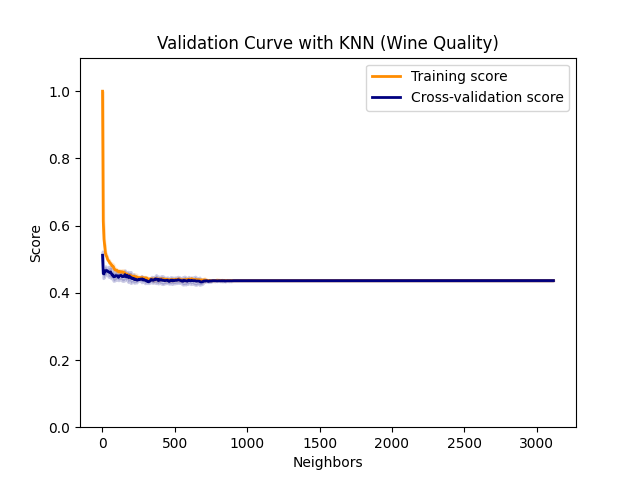 Validation Curve with KNN (Wine Quality)
Training score
Cross-validation score
1.0
0.8
0.6
0.4
0.2
0.0
Score
0 500 1000 1500 2000 2500 3000
Neighbors